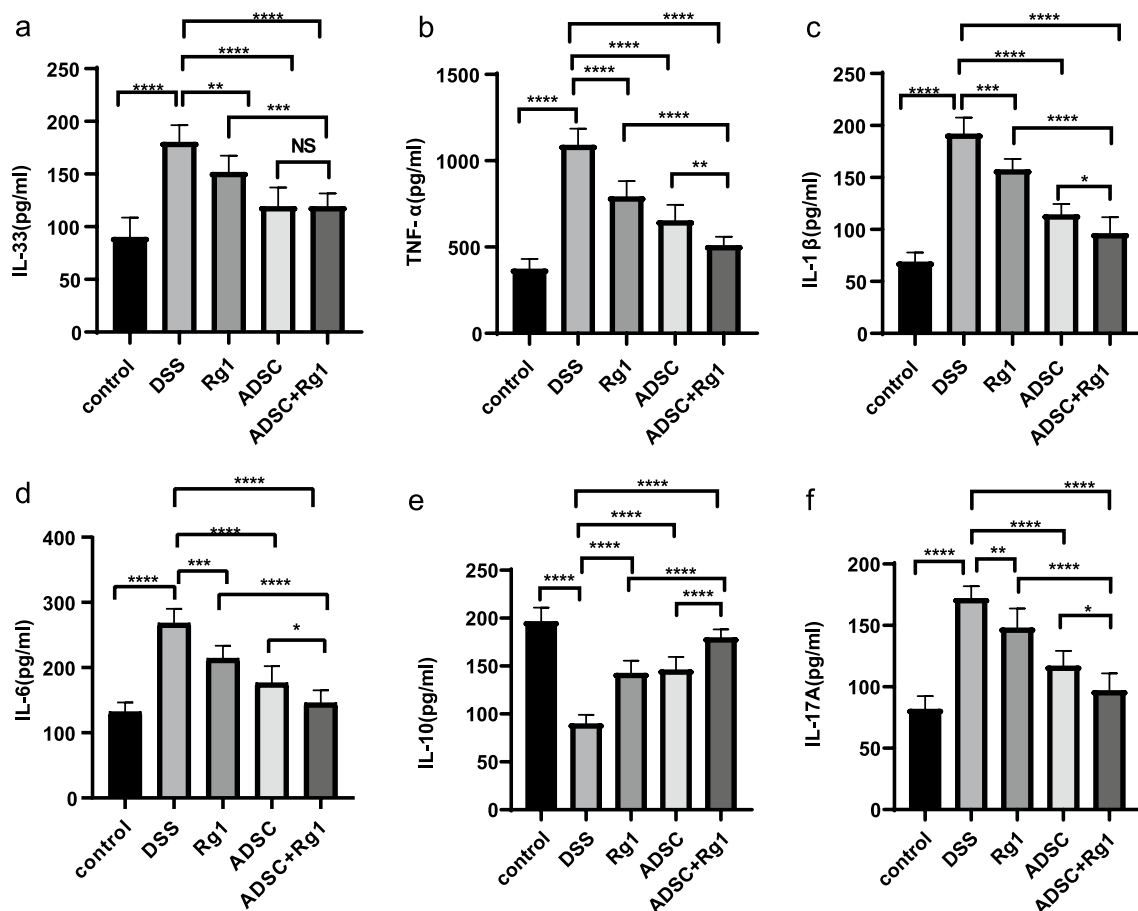 a
****
****
****
**
***
NS
IL-33(pg/ml)
250
200
150
100
50
0
control
DSS
Rg1
ADSC
ADSC+Rg1
b
****
****
****
****
****
**
TNF- α(pg/ml)
1500
1000
500
0
control
DSS
Rg1
ADSC
ADSC+Rg1
c
****
****
****
***
****
*
IL-1 β(pg/ml)
250
200
150
100
50
0
control
DSS
Rg1
ADSC
ADSC+Rg1
d
****
****
****
***
****
*
IL-6(pg/ml)
400
300
200
100
0
control
DSS
Rg1
ADSC
ADSC+Rg1
e
****
****
****
****
****
****
IL-10(pg/ml)
250
200
150
100
50
0
control
DSS
Rg1
ADSC
ADSC+Rg1
f
****
****
****
**
****
*
IL-17A(pg/ml)
200
150
100
50
0
control
DSS
Rg1
ADSC
ADSC+Rg1